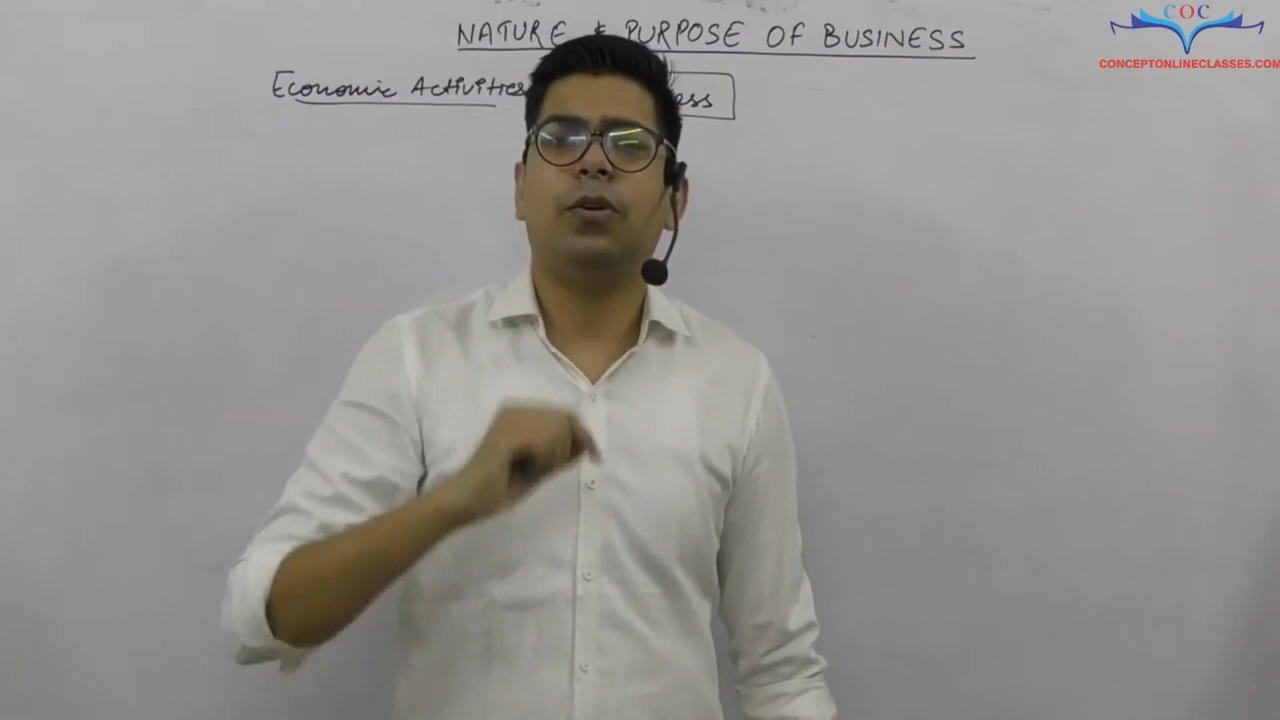 COC
CONCEPTONLINECLASSES.COM
NATURE & PURPOSE OF BUSINESS
Economic Activities